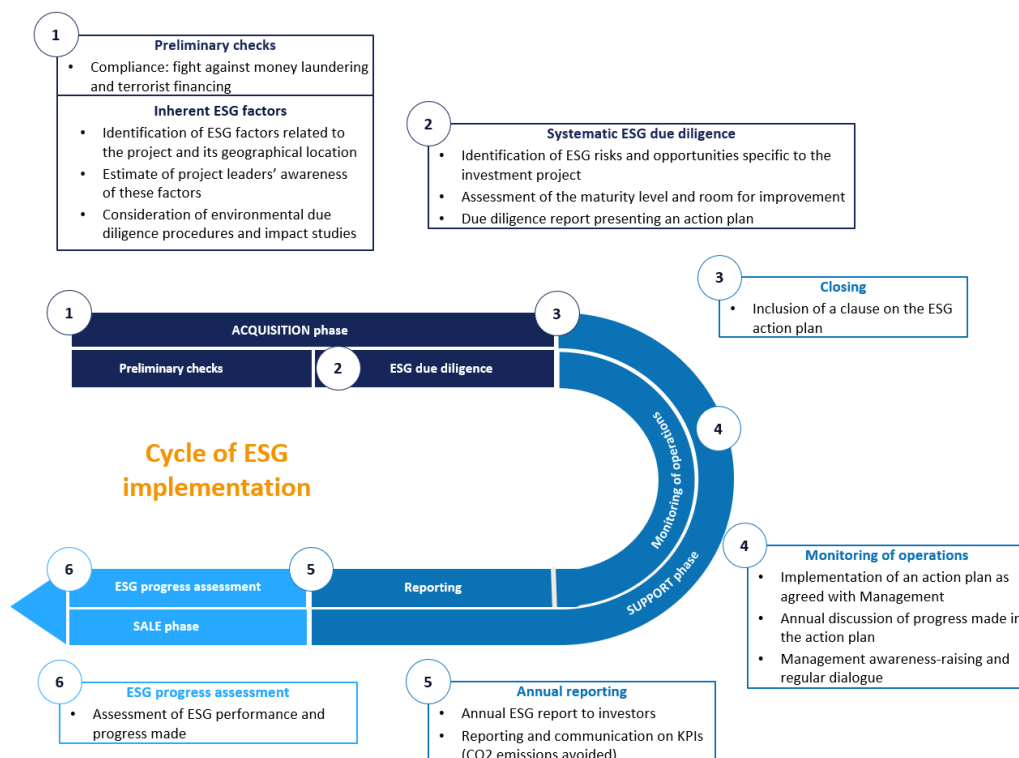 1
Preliminary checks
• Compliance: fight against money laundering
and terrorist financing
Inherent ESG factors
• Identification of ESG factors related to
the project and its geographical location
• Estimate of project leaders’ awareness
of these factors
• Consideration of environmental due
diligence procedures and impact studies
2
Systematic ESG due diligence
• Identification of ESG risks and opportunities specific to the
investment project
• Assessment of the maturity level and room for improvement
• Due diligence report presenting an action plan
3
Closing
• Inclusion of a clause on the ESG
action plan
1
ACQUISITION phase
3
Preliminary checks
2
ESG due diligence
4
Monitoring of operations
SUPPORT phase
Cycle of ESG
implementation
4
Monitoring of operations
• Implementation of an action plan as
agreed with Management
• Annual discussion of progress made in
the action plan
• Management awareness-raising and
regular dialogue
6
ESG progress assessment
5
Reporting
SALE phase
6
ESG progress assessment
• Assessment of ESG performance and
progress made
5
Annual reporting
• Annual ESG report to investors
• Reporting and communication on KPIs
(CO2 emissions avoided)